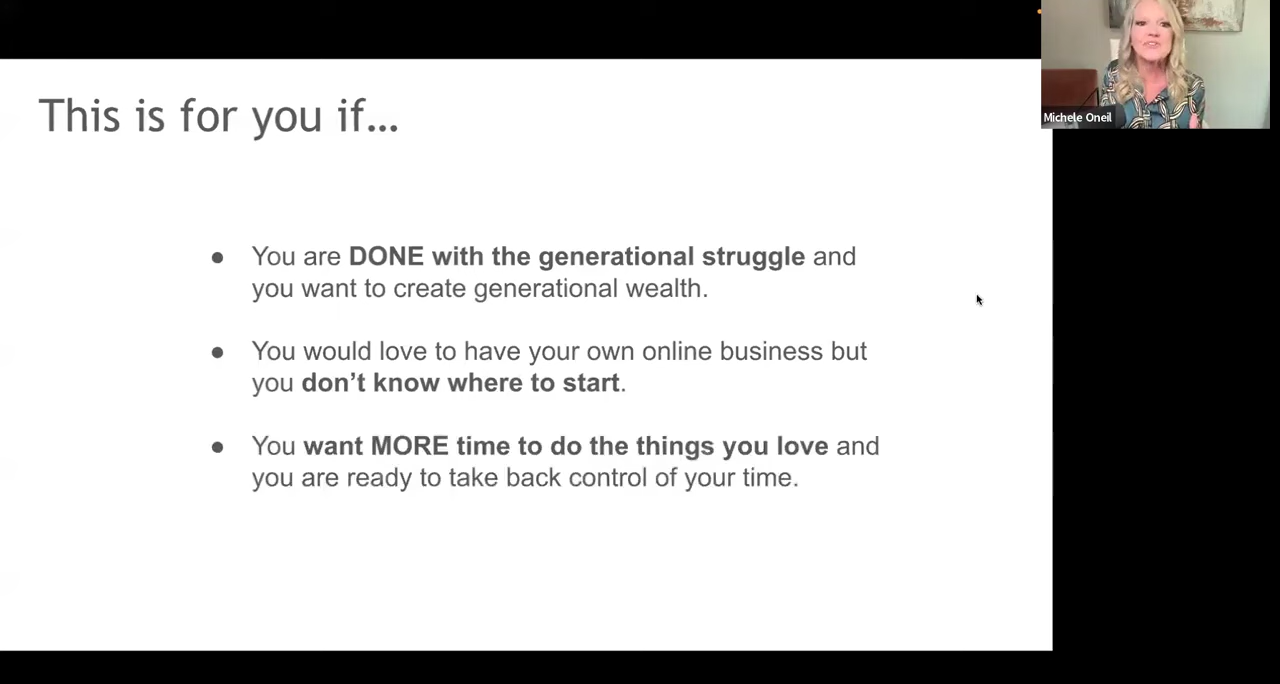 This is for you if…
Michele Oneil
● You are DONE with the generational struggle and
you want to create generational wealth.
● You would love to have your own online business but
you don’t know where to start.
● You want MORE time to do the things you love and
you are ready to take back control of your time.